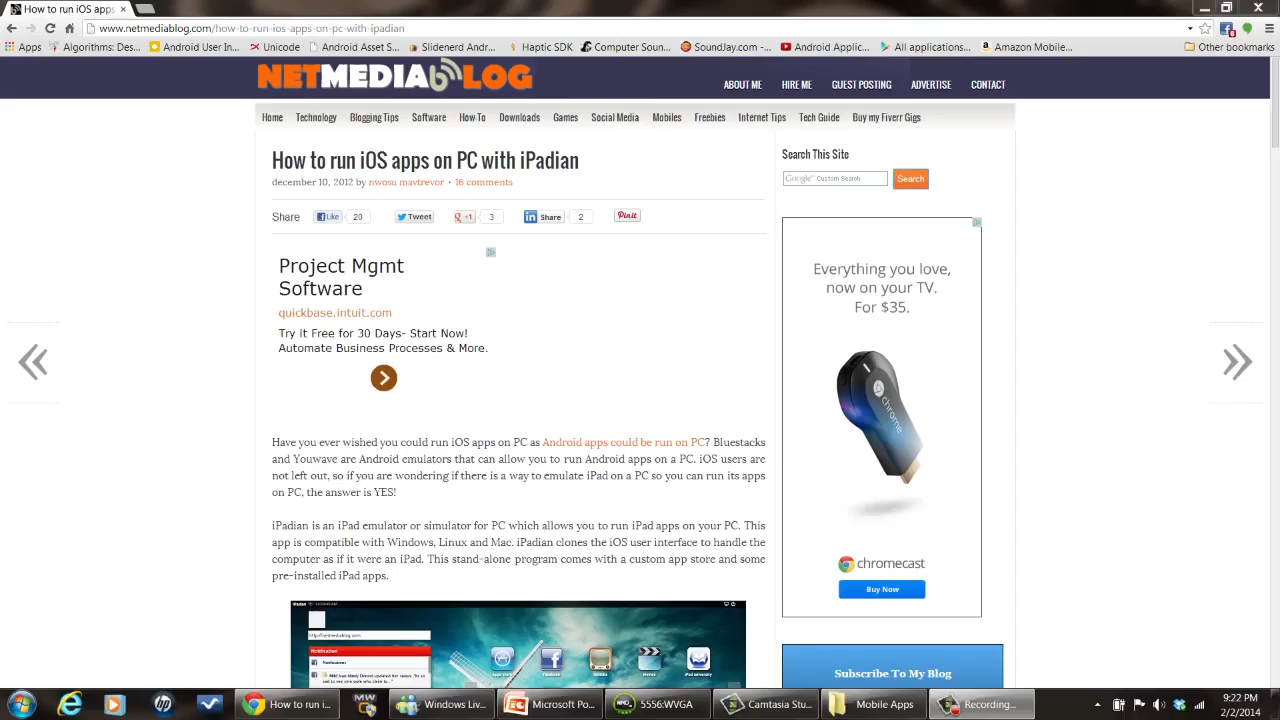 How to run iOS apps
www.netmediablog.com/how-to-run-ios-apps-on-pc-with-ipadian
Apps
Algorithms: Des...
Android User In...
Unicode
Android Asset S...
Slidenerd Andr...
Haptic SDK
Computer Soun...
SoundJay.com
Android Applic...
All applications...
Amazon Mobile...
Other bookmarks
NETMEDIABLOG
ABOUT ME
HIRE ME
GUEST POSTING
ADVERTISE
CONTACT
Home
Technology
Blogging Tips
Software
How-To
Downloads
Games
Social Media
Mobiles
Freebies
Internet Tips
Tech Guide
Buy my Fiverr Gigs
How to run iOS apps on PC with iPadian
december 10, 2012 by nwosu mavtrevor • 16 comments
Share
Like 20
Tweet
+1 3
Share 2
Pinit
Project Mgmt
Software
quickbase.intuit.com
Try It Free for 30 Days- Start Now!
Automate Business Processes & More.
Have you ever wished you could run iOS apps on PC as Android apps could be run on PC? Bluestacks
and Youwave are Android emulators that can allow you to run Android apps on a PC. iOS users are
not left out, so if you are wondering if there is a way to emulate iPad on a PC so you can run its apps
on PC, the answer is YES!
iPadian is an iPad emulator or simulator for PC which allows you to run iPad apps on your PC. This
app is compatible with Windows, Linux and Mac. iPadian clones the iOS user interface to handle the
computer as if it were an iPad. This stand-alone program comes with a custom app store and some
pre-installed iPad apps.
iPadian
http://netmediablog.com
Notification
Notifications
Facebook
Movies
Search This Site
Google Custom Search
Search
Everything you love,
now on your TV.
For $35.
chrome
chromecast
Buy Now
Subscribe To My Blog
How to run i...
MW
Windows Liv...
Microsoft Po...
5556:WVGA
Camtasia Stu...
Mobile Apps
Recording...
9:22 PM
2/2/2014